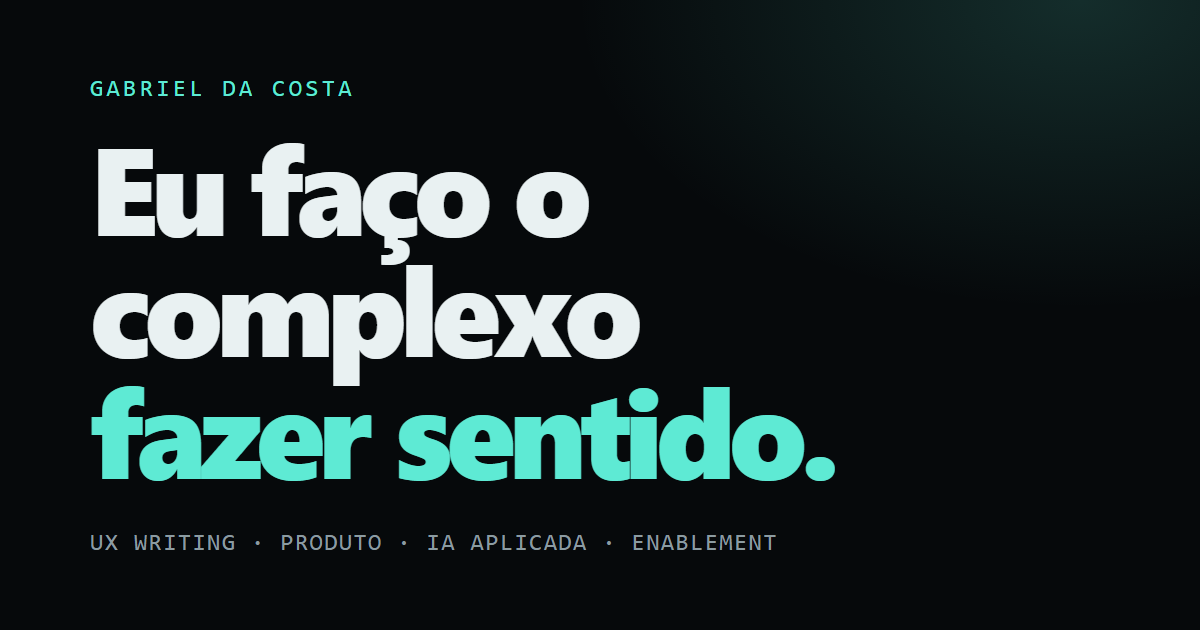 GABRIEL DA COSTA
Eu faço o
complexo
fazer sentido.
UX WRITING · PRODUTO · IA APLICADA · ENABLEMENT